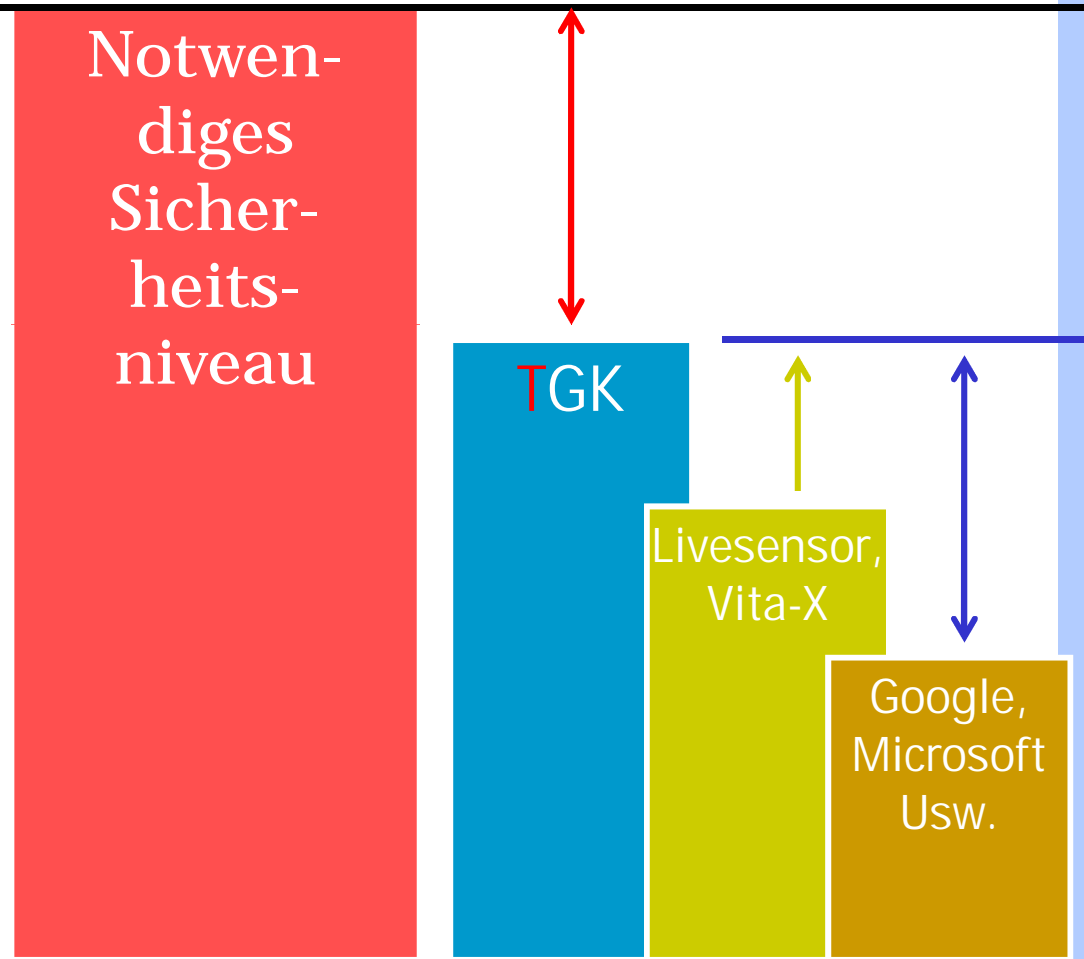 Notwen-
diges
Sicher-
heits-
niveau
TGK
Livesensor,
Vita-X
Google,
Microsoft
Usw.